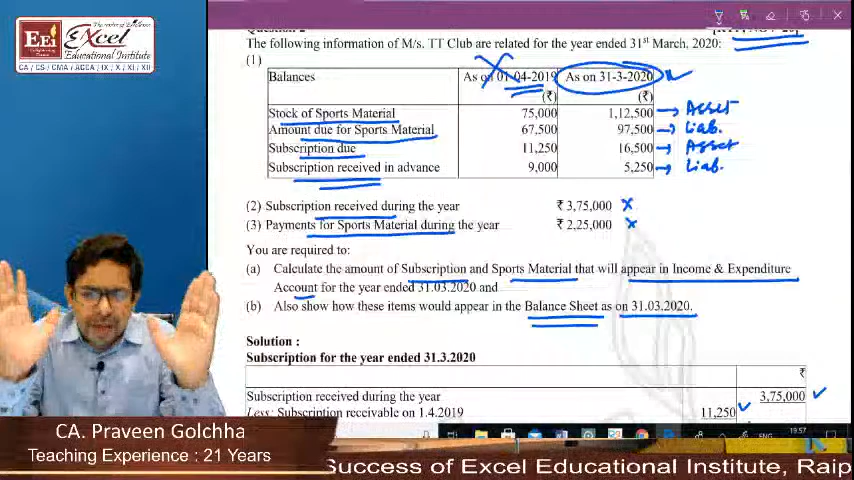 EEi
Excel
Educational Institute
CA / CS / CMA / ACCA / IX / X / XI / XII
The following information of M/s. TT Club are related for the year ended 31st March, 2020:
(1)
Balances As on 01-04-2019 As on 31-3-2020
(₹) (₹)
Stock of Sports Material 75,000 1,12,500 → Asset
Amount due for Sports Material 67,500 97,500 → Liab.
Subscription due 11,250 16,500 → Asset
Subscription received in advance 9,000 5,250 → Liab.
(2) Subscription received during the year ₹ 3,75,000 x
(3) Payments for Sports Material during the year ₹ 2,25,000 x
You are required to:
(a) Calculate the amount of Subscription and Sports Material that will appear in Income & Expenditure
Account for the year ended 31.03.2020 and
(b) Also show how these items would appear in the Balance Sheet as on 31.03.2020.
Solution :
Subscription for the year ended 31.3.2020
₹
Subscription received during the year 3,75,000
Less: Subscription receivable on 1.4.2019 11,250
ENG 19:57
CA. Praveen Golchha
Teaching Experience : 21 Years
Success of Excel Educational Institute, Raip